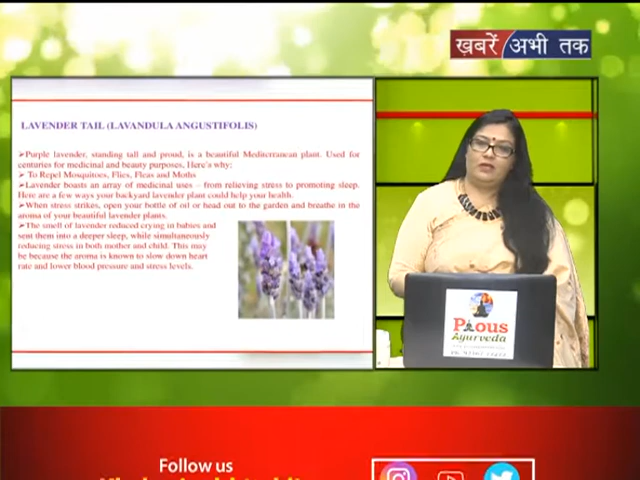 ख़बरें अभी तक
LAVENDER TAIL (LAVANDULA ANGUSTIFOLIS)
➢Purple lavender, standing tall and proud, is a beautiful Mediterranean plant. Used for
centuries for medicinal and beauty purposes, Here's why;
➢ To Repel Mosquitoes, Flies, Fleas and Moths
➢Lavender boasts an array of medicinal uses – from relieving stress to promoting sleep.
Here are a few ways your backyard lavender plant could help your health.
➢When stress strikes, open your bottle of oil or head out to the garden and breathe in the
aroma of your beautiful lavender plants.
➢The smell of lavender reduced crying in babies and
sent them into a deeper sleep, while simultaneously
reducing stress in both mother and child. This may
be because the aroma is known to slow down heart
rate and lower blood pressure and stress levels.
Pious
Ayurveda
Follow us